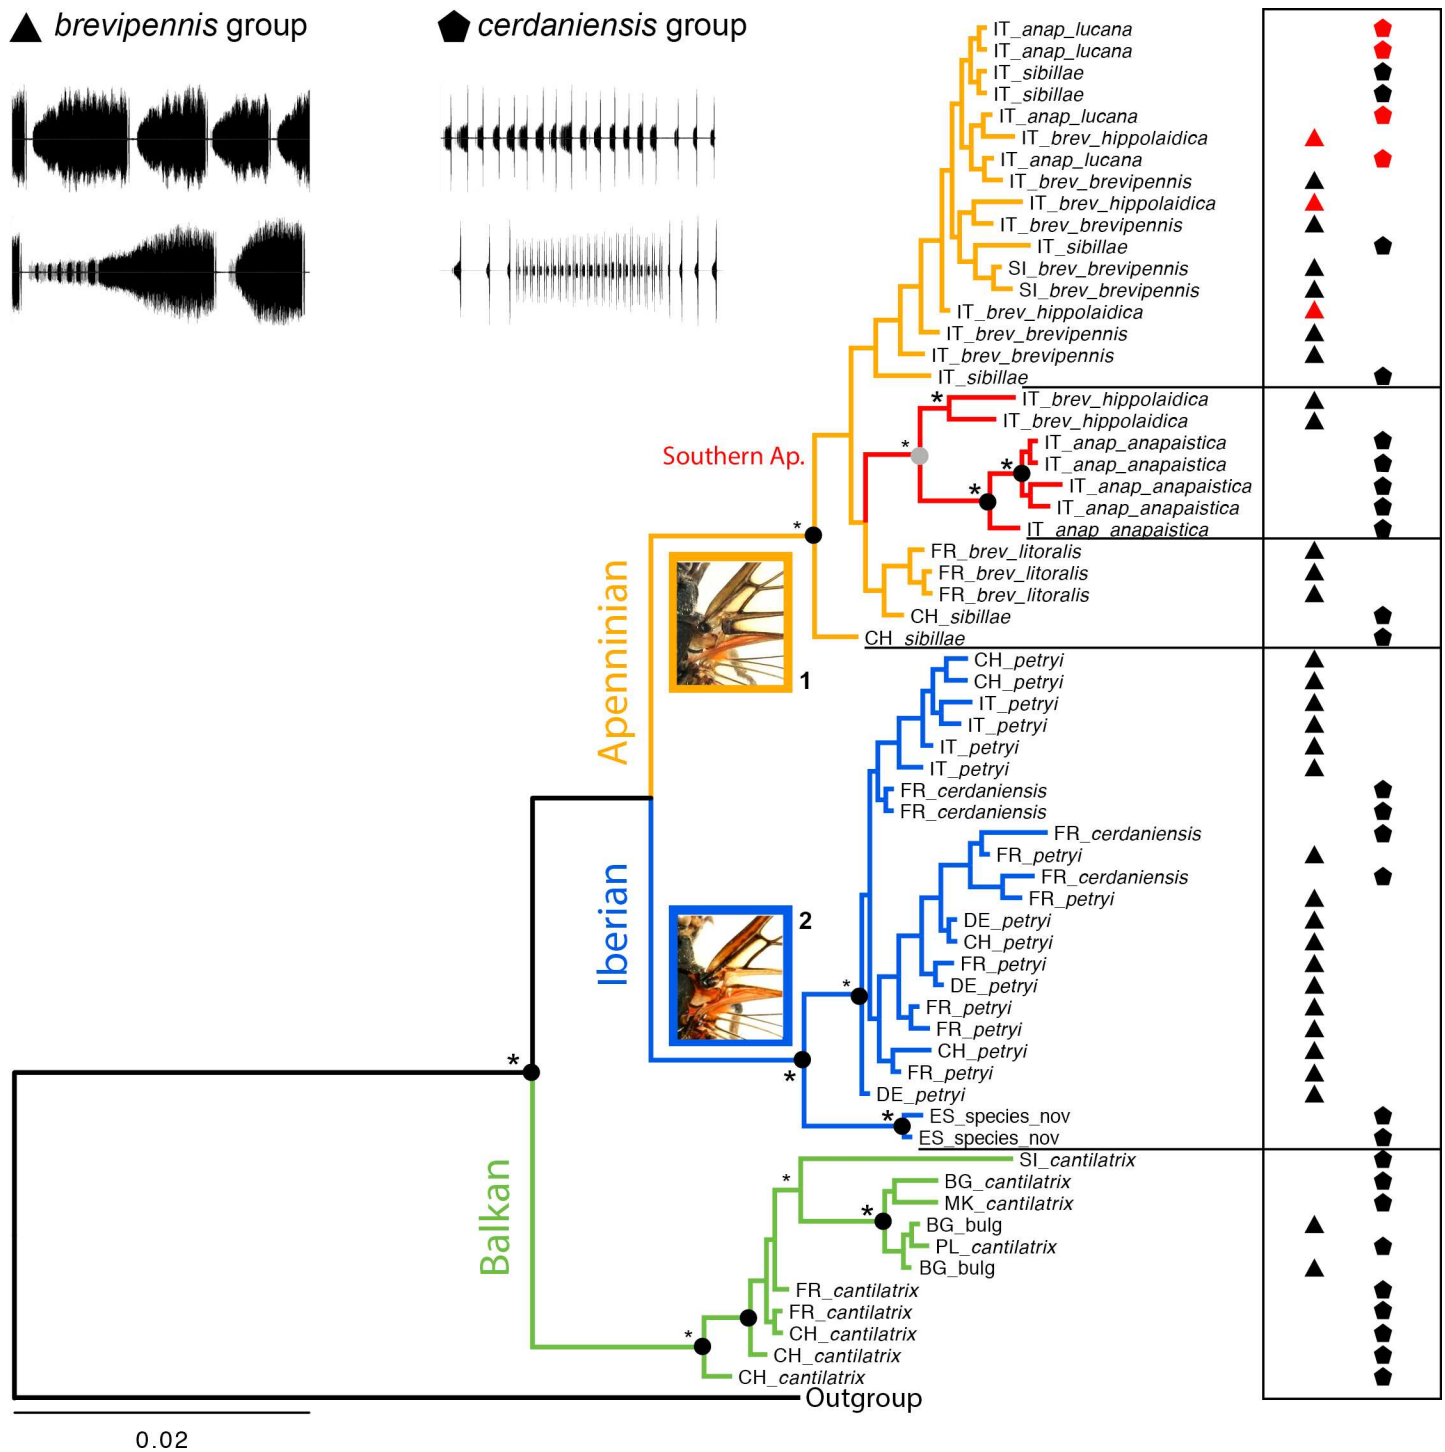 brevipennis group
cerdaniensis group
IT_anap_lucana
IT_anap_lucana
IT_sibillae
IT_sibillae
IT_anap_lucana
IT_brev_hippolaidica
IT_anap_lucana
IT_brev_brevipennis
IT_brev_hippolaidica
IT_brev_brevipennis
IT_sibillae
SI_brev_brevipennis
SI_brev_brevipennis
IT_brev_hippolaidica
IT_brev_brevipennis
IT_brev_brevipennis
IT_sibillae
IT_brev_hippolaidica
IT_brev_hippolaidica
IT_anap_anapaistica
Southern Ap.
IT_anap_anapaistica
IT_anap_anapaistica
IT_anap_anapaistica
IT_anap_anapaistica
FR_brev_litoralis
FR_brev_litoralis
FR_brev_litoralis
CH_sibillae
CH_sibillae
Apenninian
1
CH_petryi
CH_petryi
IT_petryi
IT_petryi
IT_petryi
IT_petryi
FR_cerdaniensis
FR_cerdaniensis
FR_cerdaniensis
FR_petryi
FR_cerdaniensis
FR_petryi
Iberian
2
DE_petryi
CH_petryi
FR_petryi
DE_petryi
FR_petryi
FR_petryi
CH_petryi
FR_petryi
DE_petryi
ES_species_nov
ES_species_nov
Balkan
SI_cantilatrix
BG_cantilatrix
MK_cantilatrix
BG_bulg
PL_cantilatrix
BG_bulg
FR_cantilatrix
FR_cantilatrix
CH_cantilatrix
CH_cantilatrix
CH_cantilatrix
Outgroup
0.02